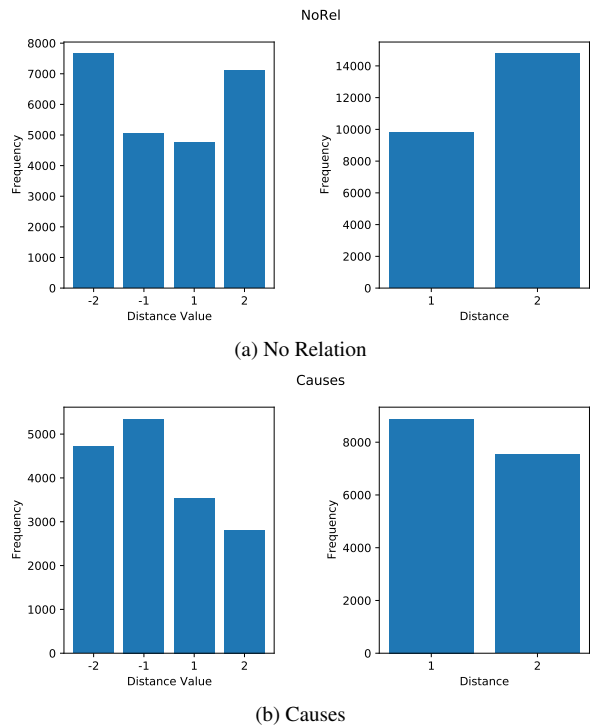 NoRel
8000
7000
6000
5000
4000
3000
2000
1000
0
Frequency
-2 -1 1 2
Distance Value
14000
12000
10000
8000
6000
4000
2000
0
Frequency
1 2
Distance
(a) No Relation
Causes
5000
4000
3000
2000
1000
0
Frequency
-2 -1 1 2
Distance Value
8000
6000
4000
2000
0
Frequency
1 2
Distance
(b) Causes